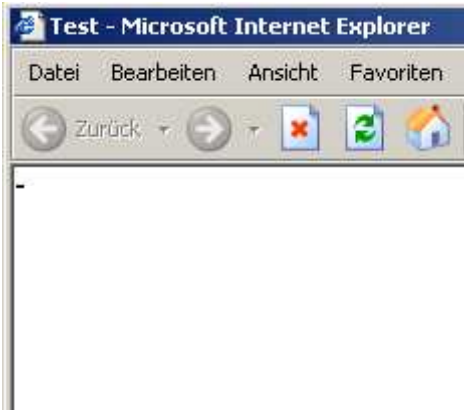 Test - Microsoft Internet Explorer
Datei Bearbeiten Ansicht Favoriten
Zurück
-